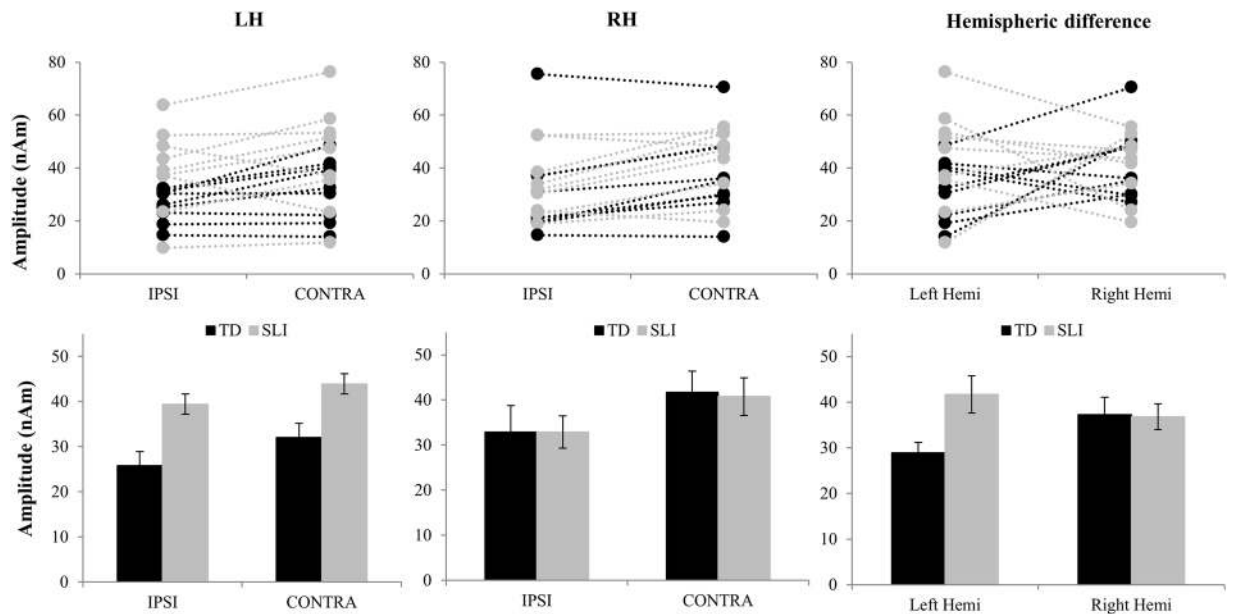 LH
RH
Hemispheric difference
Amplitude (nAm)
80
60
40
20
0
IPSI CONTRA
80
60
40
20
0
IPSI CONTRA
80
60
40
20
0
Left Hemi Right Hemi
Amplitude (nAm)
TD SLI
50
40
30
20
10
0
IPSI CONTRA
TD SLI
50
40
30
20
10
0
IPSI CONTRA
TD SLI
50
40
30
20
10
0
Left Hemi Right Hemi